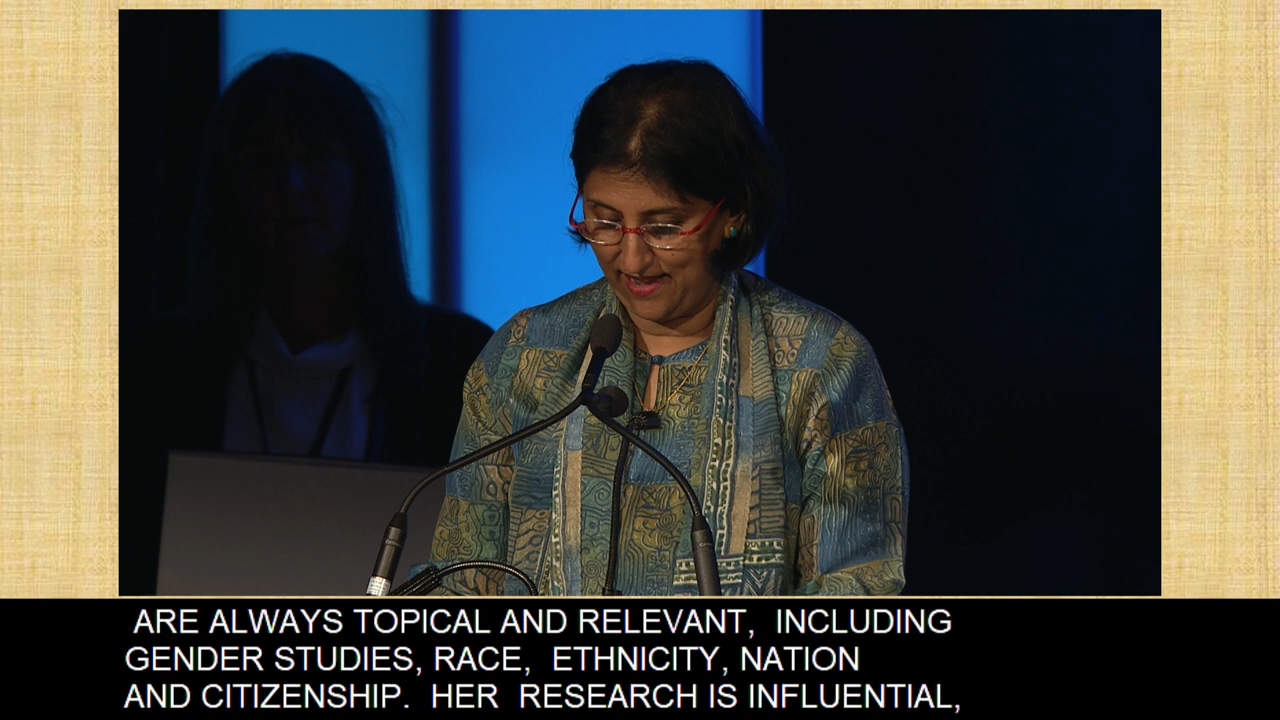 ARE ALWAYS TOPICAL AND RELEVANT, INCLUDING
GENDER STUDIES, RACE, ETHNICITY, NATION
AND CITIZENSHIP. HER RESEARCH IS INFLUENTIAL,